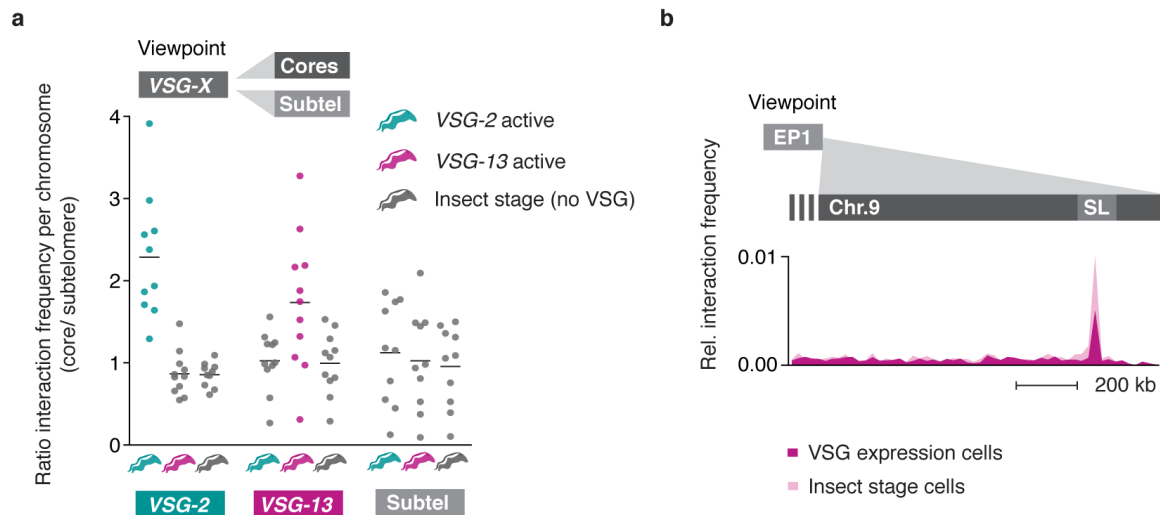 a
Viewpoint
VSG-X
Cores
Subtel
VSG-2 active
VSG-13 active
Insect stage (no VSG)
Ratio interaction frequency per chromosome
(core/ subtelomere)
4
3
2
1
0
VSG-2
VSG-13
Subtel
b
Viewpoint
EP1
Chr.9
SL
Rel. interaction frequency
0.01
0.00
200 kb
VSG expression cells
Insect stage cells